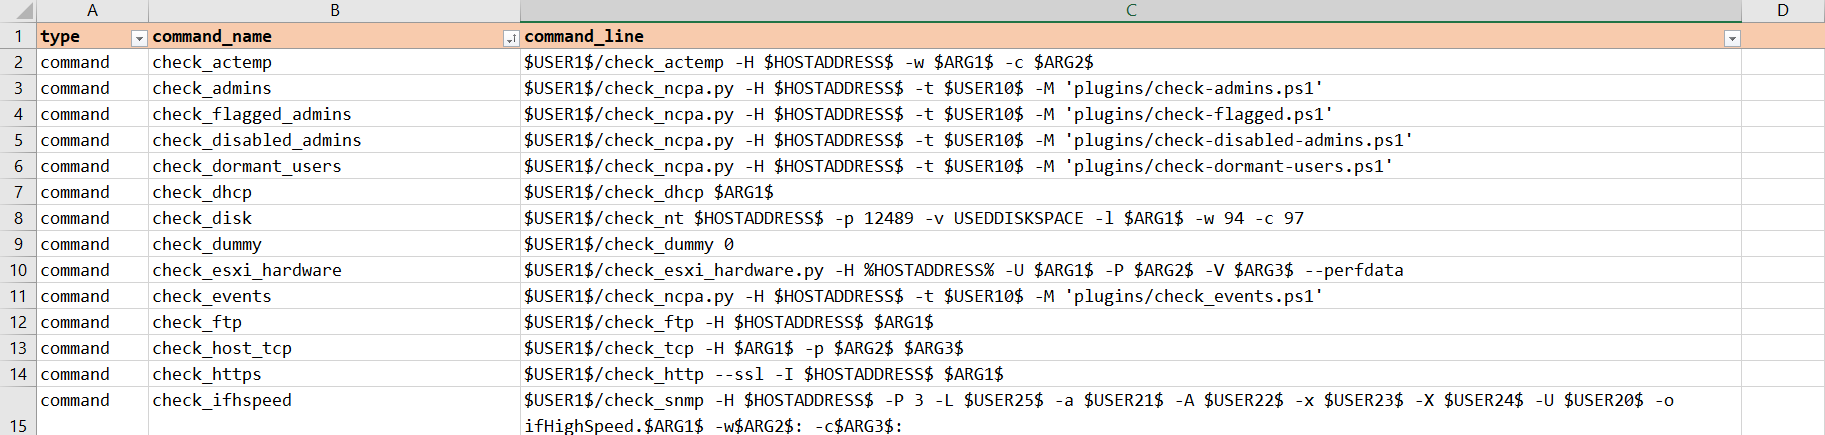 A B C D
1 type command_name command_line
2 command check_actemp $USER1$/check_actemp -H $HOSTADDRESS$ -w $ARG1$ -c $ARG2$
3 command check_admins $USER1$/check_ncpa.py -H $HOSTADDRESS$ -t $USER10$ -M 'plugins/check-admins.ps1'
4 command check_flagged_admins $USER1$/check_ncpa.py -H $HOSTADDRESS$ -t $USER10$ -M 'plugins/check-flagged.ps1'
5 command check_disabled_admins $USER1$/check_ncpa.py -H $HOSTADDRESS$ -t $USER10$ -M 'plugins/check-disabled-admins.ps1'
6 command check_dormant_users $USER1$/check_ncpa.py -H $HOSTADDRESS$ -t $USER10$ -M 'plugins/check-dormant-users.ps1'
7 command check_dhcp $USER1$/check_dhcp $ARG1$
8 command check_disk $USER1$/check_nt $HOSTADDRESS$ -p 12489 -v USEDDISKSPACE -l $ARG1$ -w 94 -c 97
9 command check_dummy $USER1$/check_dummy 0
10 command check_esxi_hardware $USER1$/check_esxi_hardware.py -H %HOSTADDRESS% -U $ARG1$ -P $ARG2$ -V $ARG3$ --perfdata
11 command check_events $USER1$/check_ncpa.py -H $HOSTADDRESS$ -t $USER10$ -M 'plugins/check_events.ps1'
12 command check_ftp $USER1$/check_ftp -H $HOSTADDRESS$ $ARG1$
13 command check_host_tcp $USER1$/check_tcp -H $ARG1$ -p $ARG2$ $ARG3$
14 command check_https $USER1$/check_http --ssl -I $HOSTADDRESS$ $ARG1$
command check_ifhspeed $USER1$/check_snmp -H $HOSTADDRESS$ -P 3 -L $USER25$ -a $USER21$ -A $USER22$ -x $USER23$ -X $USER24$ -U $USER20$ -o
15 ifHighSpeed.$ARG1$ -w$ARG2$: -c$ARG3$: